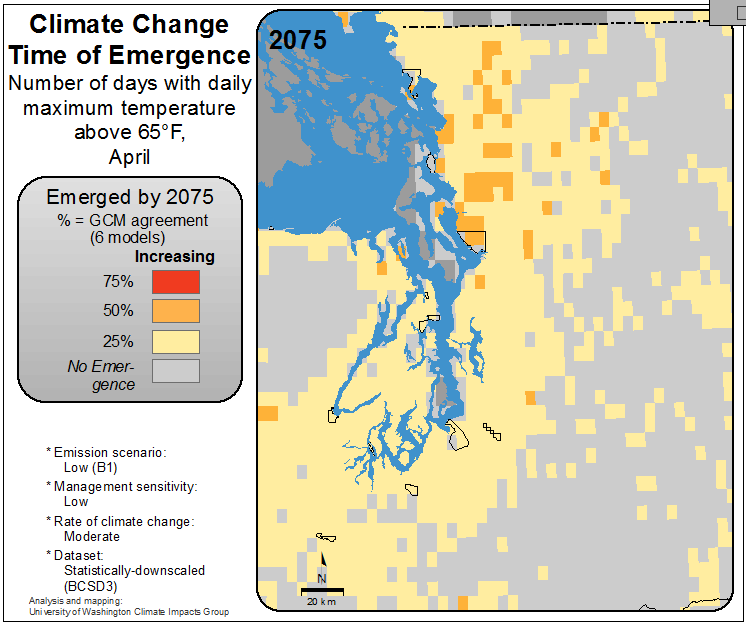 Climate Change
Time of Emergence
Number of days with daily
maximum temperature
above 65°F,
April
2075
Emerged by 2075
% = GCM agreement
(6 models)
Increasing
75%
50%
25%
No Emer-
gence
* Emission scenario:
Low (B1)
* Management sensitivity:
Low
* Rate of climate change:
Moderate
* Dataset:
Statistically-downscaled
(BCSD3)
Analysis and mapping:
University of Washington Climate Impacts Group
N
20 km